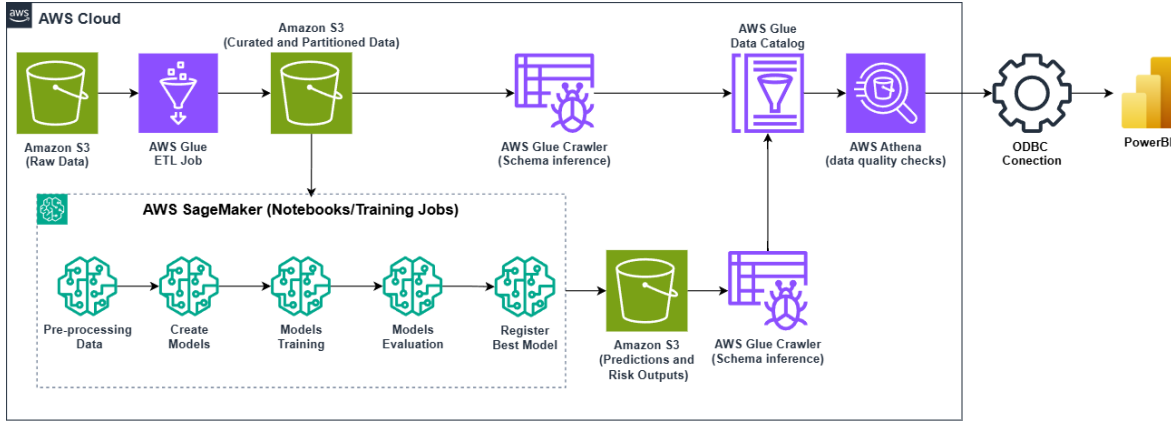 aws
AWS Cloud
Amazon S3
(Curated and Partitioned Data)
AWS Glue
Data Catalog
Amazon S3
(Raw Data)
AWS Glue
ETL Job
AWS Glue Crawler
(Schema inference)
AWS Athena
(data quality checks)
ODBC
Conection
PowerBI
AWS SageMaker (Notebooks/Training Jobs)
Pre-processing
Data
Create
Models
Models
Training
Models
Evaluation
Register
Best Model
Amazon S3
(Predictions and
Risk Outputs)
AWS Glue Crawler
(Schema inference)